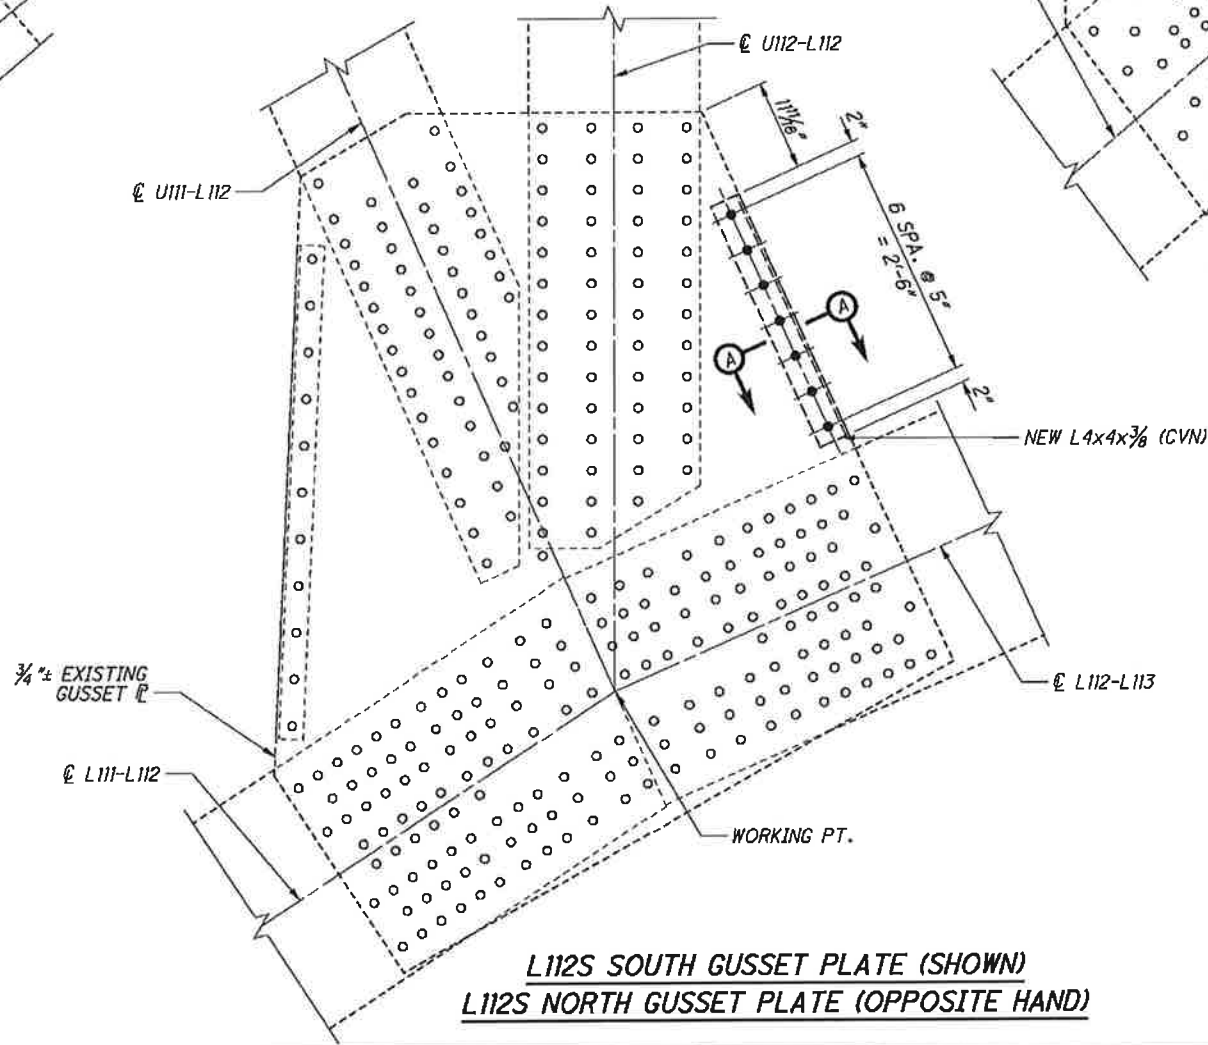 ℄ U112-L112
11 11/16"
2"
℄ U111-L112
6 SPA. @ 5"
= 2'-6"
A
A
2"
NEW L4x4x3/8 (CVN)
3/4"± EXISTING
GUSSET ⅊
℄ L112-L113
℄ L111-L112
WORKING PT.
L112S SOUTH GUSSET PLATE (SHOWN)
L112S NORTH GUSSET PLATE (OPPOSITE HAND)